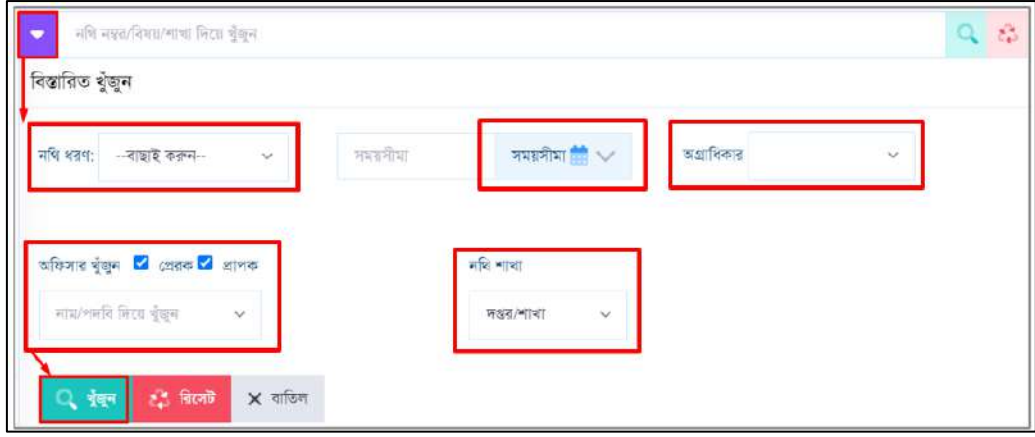 নথি নম্বর/বিষয়/শাখা দিয়ে খুঁজুন
বিস্তারিত খুঁজুন
নথি ধরণ: --বাছাই করুন-- সময়সীমা সময়সীমা অগ্রাধিকার
অফিসার খুঁজুন প্রেরক প্রাপক নথি শাখা
নাম/পদবি দিয়ে খুঁজুন দপ্তর/শাখা
খুঁজুন রিসেট বাতিল